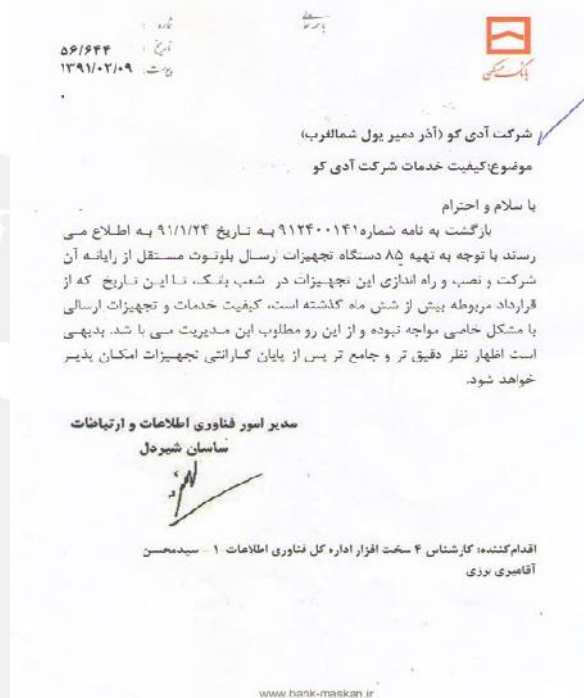 باسمه تعالی
شماره :
تاریخ : ۵۶/۶۴۴
پیوست : ۱۳۹۱/۰۲/۰۹
بانک مسکن
شرکت آدی کو (آذر دمیر یول شمالغرب)
موضوع:کیفیت خدمات شرکت آدی کو
با سلام و احترام
بازگشت به نامه شماره۹۱۲۴۰۰۱۴۱ به تاریخ ۹۱/۱/۲۴ به اطلاع می
رساند با توجه به تهیه ۸۵ دستگاه تجهیزات ارسال بلوتوث مستقل از رایانه آن
شرکت و نصب و راه اندازی این تجهیزات در شعب بانک، تا این تاریخ که از
قرارداد مربوطه بیش از شش ماه گذشته است، کیفیت خدمات و تجهیزات ارسالی
با مشکل خاصی مواجه نبوده و از این رو مطلوب این مدیریت می با شد. بدیهی
است اظهار نظر دقیق تر و جامع تر پس از پایان گارانتی تجهیزات امکان پذیر
خواهد شود.
مدیر امور فناوری اطلاعات و ارتباطات
ساسان شیردل
اقدام‌کننده: کارشناس ۴ سخت افزار اداره کل فناوری اطلاعات ۱ - سیدمحسن
آقامیری برزی
www.bank-maskan.ir